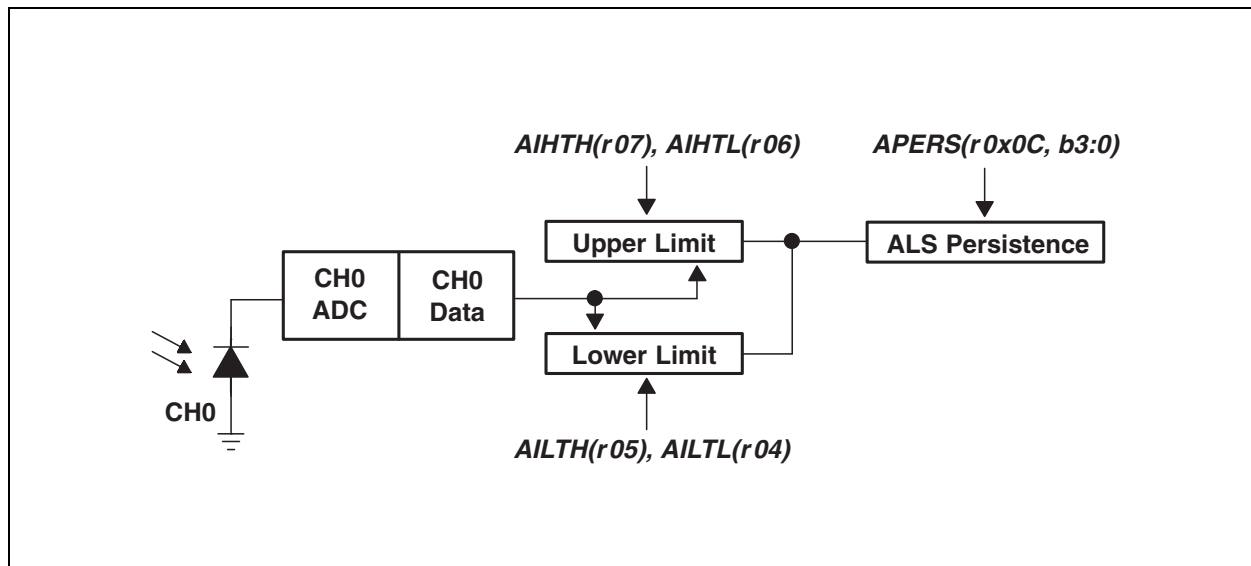 AIHTH(r07), AIHTL(r06)
APERS(r0x0C, b3:0)
Upper Limit
ALS Persistence
CH0
ADC
CH0
Data
Lower Limit
CH0
AILTH(r05), AILTL(r04)